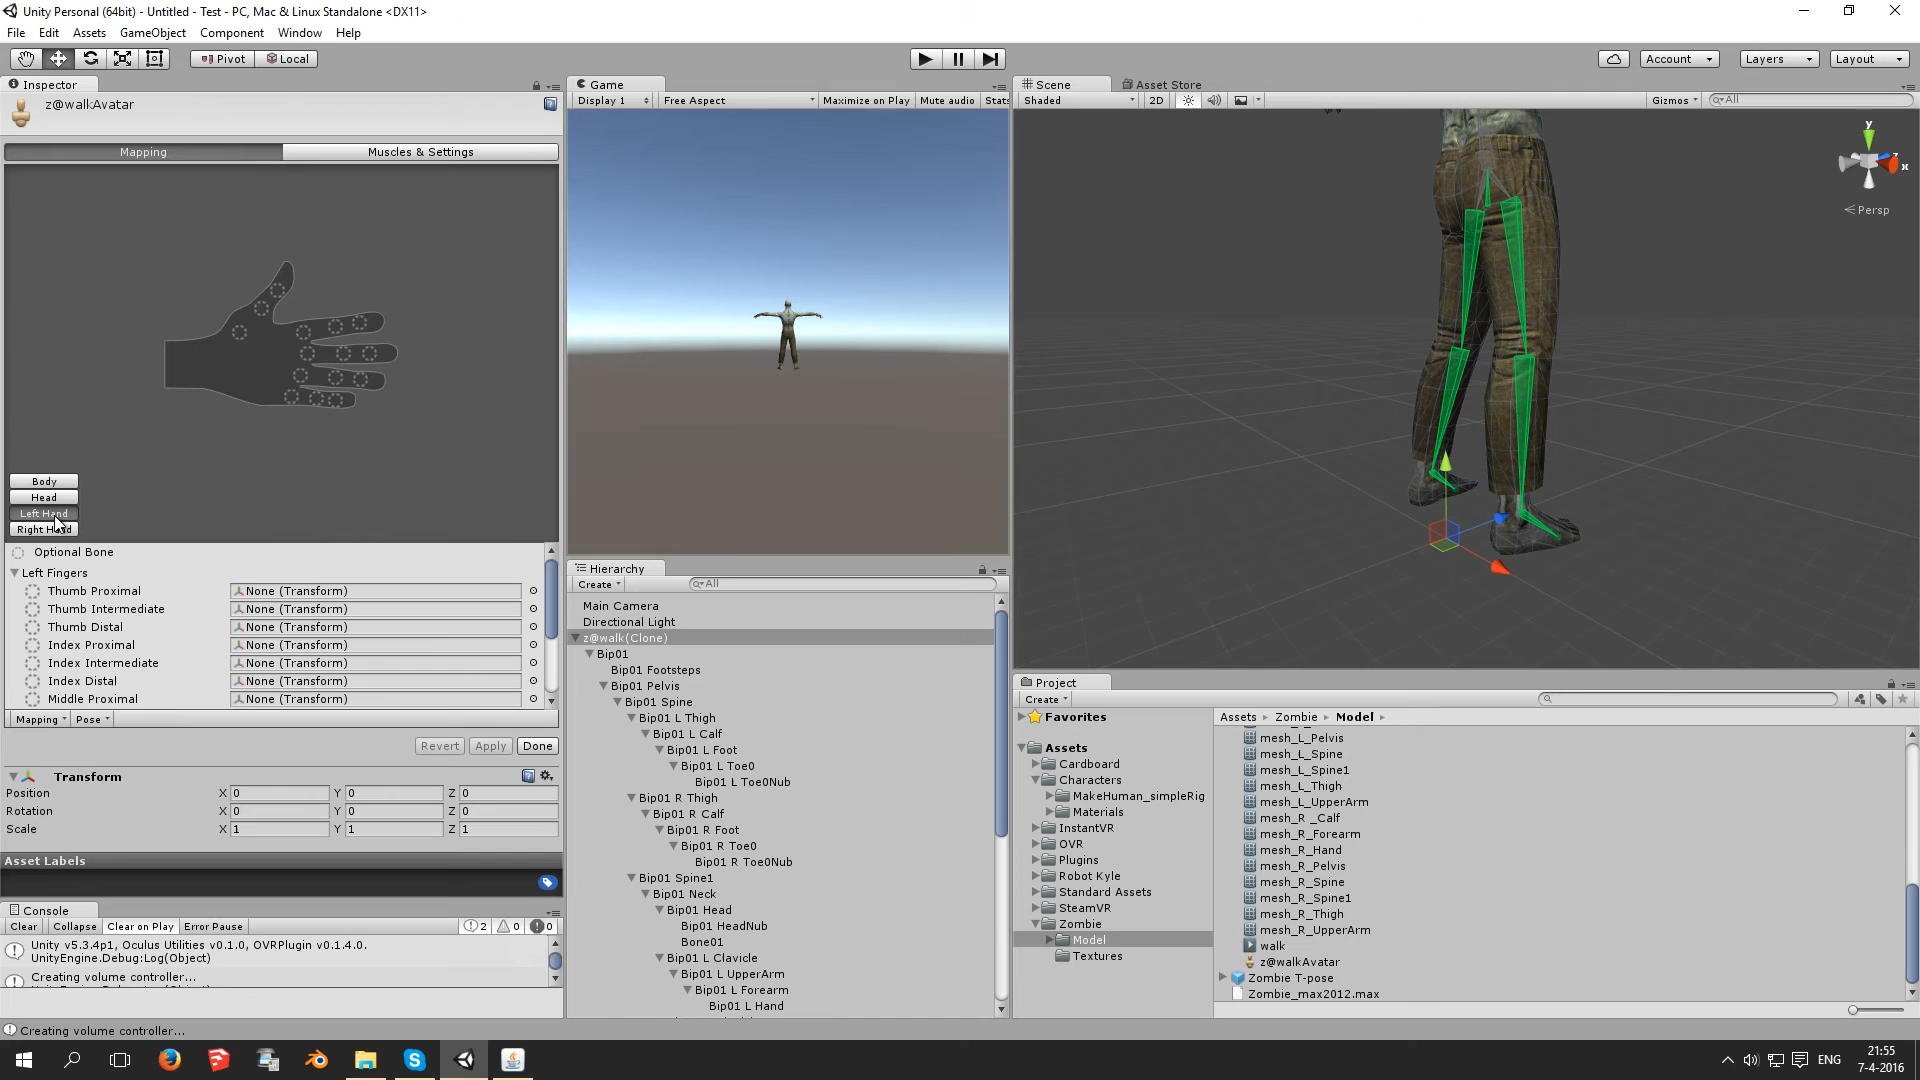 Unity Personal (64bit) - Untitled - Test - PC, Mac & Linux Standalone <DX11>
File Edit Assets GameObject Component Window Help
Pivot Local Account Layers Layout
Inspector
z@walkAvatar
Mapping Muscles & Settings
Body
Head
Left Hand
Right Hand
Optional Bone
Left Fingers
Thumb Proximal None (Transform)
Thumb Intermediate None (Transform)
Thumb Distal None (Transform)
Index Proximal None (Transform)
Index Intermediate None (Transform)
Index Distal None (Transform)
Middle Proximal None (Transform)
Mapping Pose
Revert Apply Done
Transform
Position X 0 Y 0 Z 0
Rotation X 0 Y 0 Z 0
Scale X 1 Y 1 Z 1
Asset Labels
Console
Clear Collapse Clear on Play Error Pause 2 0 0
Unity v5.3.4p1, Oculus Utilities v0.1.0, OVRPlugin v0.1.4.0.
UnityEngine.Debug:Log(Object)
Creating volume controller...
Game
Display 1 Free Aspect Maximize on Play Mute audio Stats
Hierarchy
Create All
Main Camera
Directional Light
z@walk(Clone)
Bip01
Bip01 Footsteps
Bip01 Pelvis
Bip01 Spine
Bip01 L Thigh
Bip01 L Calf
Bip01 L Foot
Bip01 L Toe0
Bip01 L Toe0Nub
Bip01 R Thigh
Bip01 R Calf
Bip01 R Foot
Bip01 R Toe0
Bip01 R Toe0Nub
Bip01 Spine1
Bip01 Neck
Bip01 Head
Bip01 HeadNub
Bone01
Bip01 L Clavicle
Bip01 L UpperArm
Bip01 L Forearm
Bip01 L Hand
Scene Asset Store
Shaded 2D Gizmos All
y
x
z
Persp
Project
Create
Favorites
Assets
Cardboard
Characters
MakeHuman_simpleRig
Materials
InstantVR
OVR
Plugins
Robot Kyle
Standard Assets
SteamVR
Zombie
Model
Textures
Assets Zombie Model
mesh_L_Pelvis
mesh_L_Spine
mesh_L_Spine1
mesh_L_Thigh
mesh_L_UpperArm
mesh_R _Calf
mesh_R_Forearm
mesh_R_Hand
mesh_R_Pelvis
mesh_R_Spine
mesh_R_Spine1
mesh_R_Thigh
mesh_R_UpperArm
walk
z@walkAvatar
Zombie T-pose
Zombie_max2012.max
Creating volume controller...
ENG
21:55
7-4-2016